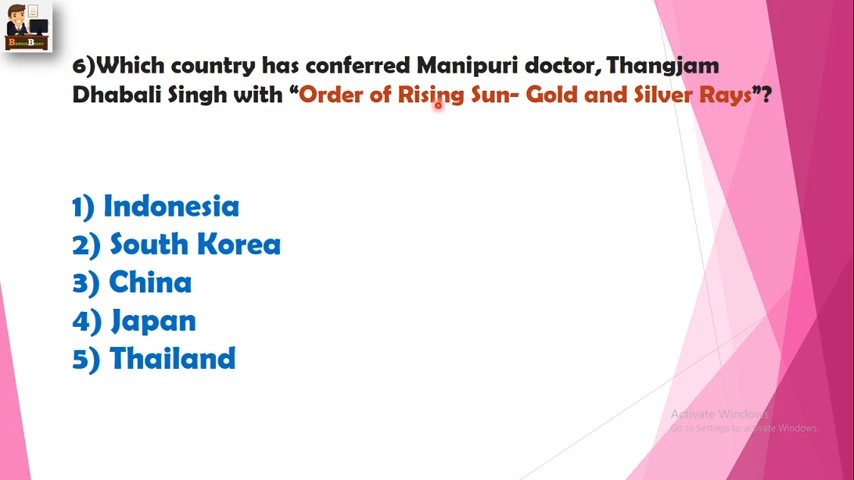 6)Which country has conferred Manipuri doctor, Thangjam
Dhabali Singh with “Order of Rising Sun- Gold and Silver Rays”?
1) Indonesia
2) South Korea
3) China
4) Japan
5) Thailand
Activate Windows
Go to Settings to activate Windows.